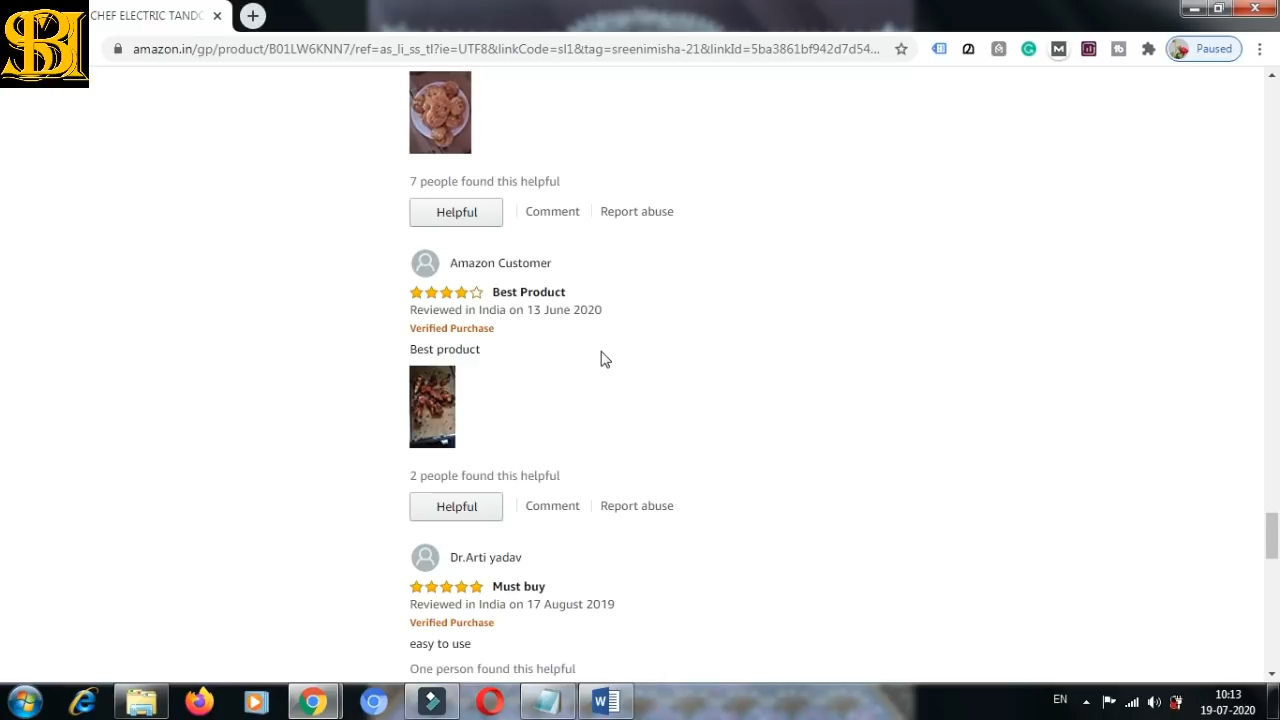 SBI
CHEF ELECTRIC TANDO
amazon.in/gp/product/B01LW6KNN7/ref=as_li_ss_tl?ie=UTF8&linkCode=sl1&tag=sreenimisha-21&linkId=5ba3861bf942d7d54...
Paused
7 people found this helpful
Helpful
Comment
Report abuse
Amazon Customer
Best Product
Reviewed in India on 13 June 2020
Verified Purchase
Best product
2 people found this helpful
Helpful
Comment
Report abuse
Dr.Arti yadav
Must buy
Reviewed in India on 17 August 2019
Verified Purchase
easy to use
One person found this helpful
EN
10:13
19-07-2020